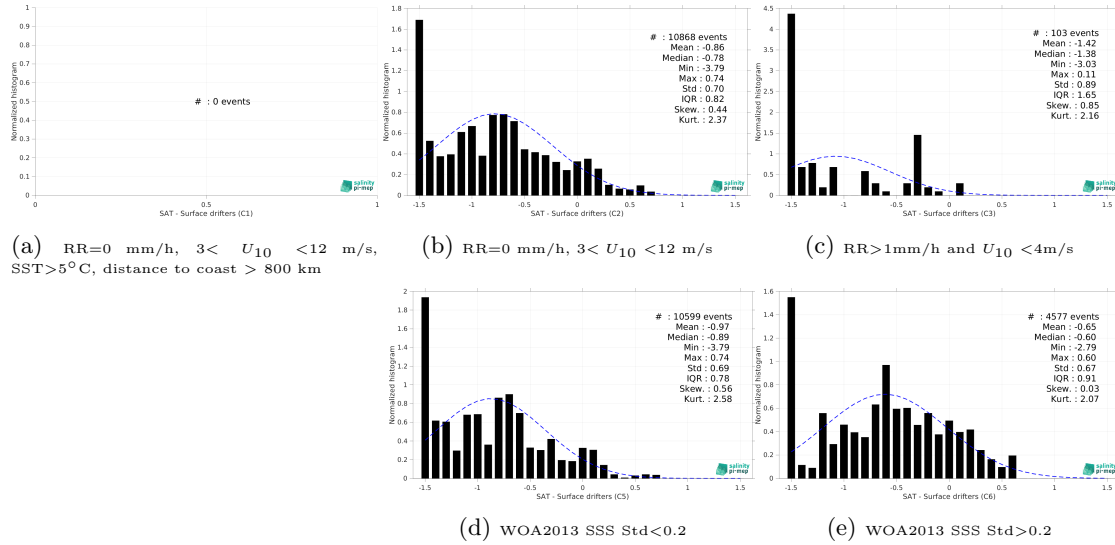 1
0.9
0.8
0.7
0.6
0.5
0.4
0.3
0.2
0.1
0
Normalized histogram
# : 0 events
0 0.5 1
SAT - Surface drifters (C1)
salinity
pi-mep
(a) RR=0 mm/h, 3< U10 <12 m/s,
SST>5°C, distance to coast > 800 km
1.8
1.6
1.4
1.2
1
0.8
0.6
0.4
0.2
0
Normalized histogram
# : 10868 events
Mean : -0.86
Median : -0.78
Min : -3.79
Max : 0.74
Std : 0.70
IQR : 0.82
Skew. : 0.44
Kurt. : 2.37
-1.5 -1 -0.5 0 0.5 1 1.5
SAT - Surface drifters (C2)
salinity
pi-mep
(b) RR=0 mm/h, 3< U10 <12 m/s
4.5
4
3.5
3
2.5
2
1.5
1
0.5
0
Normalized histogram
# : 103 events
Mean : -1.42
Median : -1.38
Min : -3.03
Max : 0.11
Std : 0.89
IQR : 1.65
Skew. : 0.85
Kurt. : 2.16
-1.5 -1 -0.5 0 0.5 1 1.5
SAT - Surface drifters (C3)
salinity
pi-mep
(c) RR>1mm/h and U10 <4m/s
2
1.8
1.6
1.4
1.2
1
0.8
0.6
0.4
0.2
0
Normalized histogram
# : 10599 events
Mean : -0.97
Median : -0.89
Min : -3.79
Max : 0.74
Std : 0.69
IQR : 0.78
Skew. : 0.56
Kurt. : 2.58
-1.5 -1 -0.5 0 0.5 1 1.5
SAT - Surface drifters (C5)
salinity
pi-mep
(d) WOA2013 SSS Std<0.2
1.6
1.4
1.2
1
0.8
0.6
0.4
0.2
0
Normalized histogram
# : 4577 events
Mean : -0.65
Median : -0.60
Min : -2.79
Max : 0.60
Std : 0.67
IQR : 0.91
Skew. : 0.03
Kurt. : 2.07
-1.5 -1 -0.5 0 0.5 1 1.5
SAT - Surface drifters (C6)
salinity
pi-mep
(e) WOA2013 SSS Std>0.2